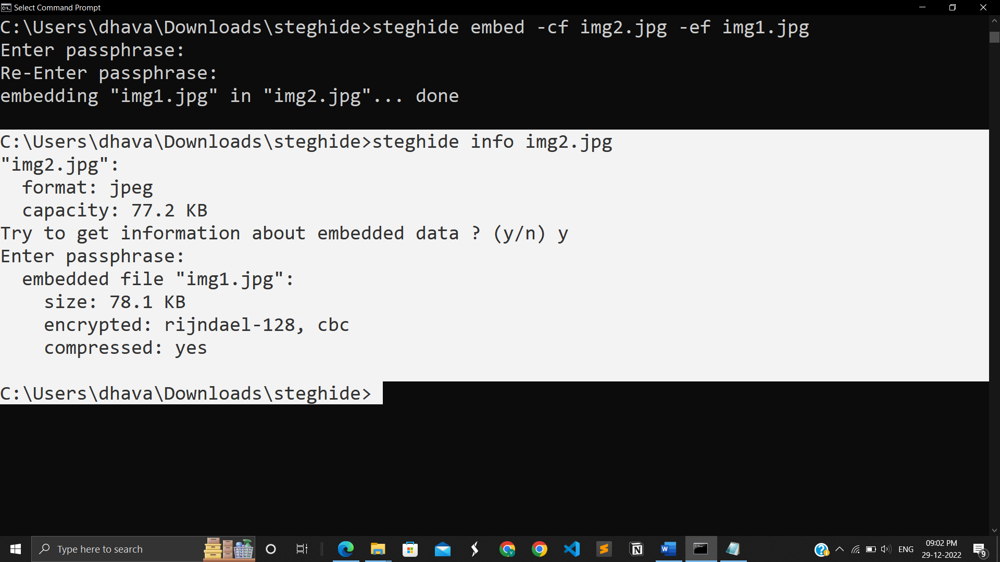 Select Command Prompt
C:\Users\dhava\Downloads\steghide>steghide embed -cf img2.jpg -ef img1.jpg
Enter passphrase:
Re-Enter passphrase:
embedding "img1.jpg" in "img2.jpg"... done
C:\Users\dhava\Downloads\steghide>steghide info img2.jpg
"img2.jpg":
  format: jpeg
  capacity: 77.2 KB
Try to get information about embedded data ? (y/n) y
Enter passphrase:
  embedded file "img1.jpg":
    size: 78.1 KB
    encrypted: rijndael-128, cbc
    compressed: yes
C:\Users\dhava\Downloads\steghide>
Type here to search
ENG
09:02 PM
29-12-2022
9